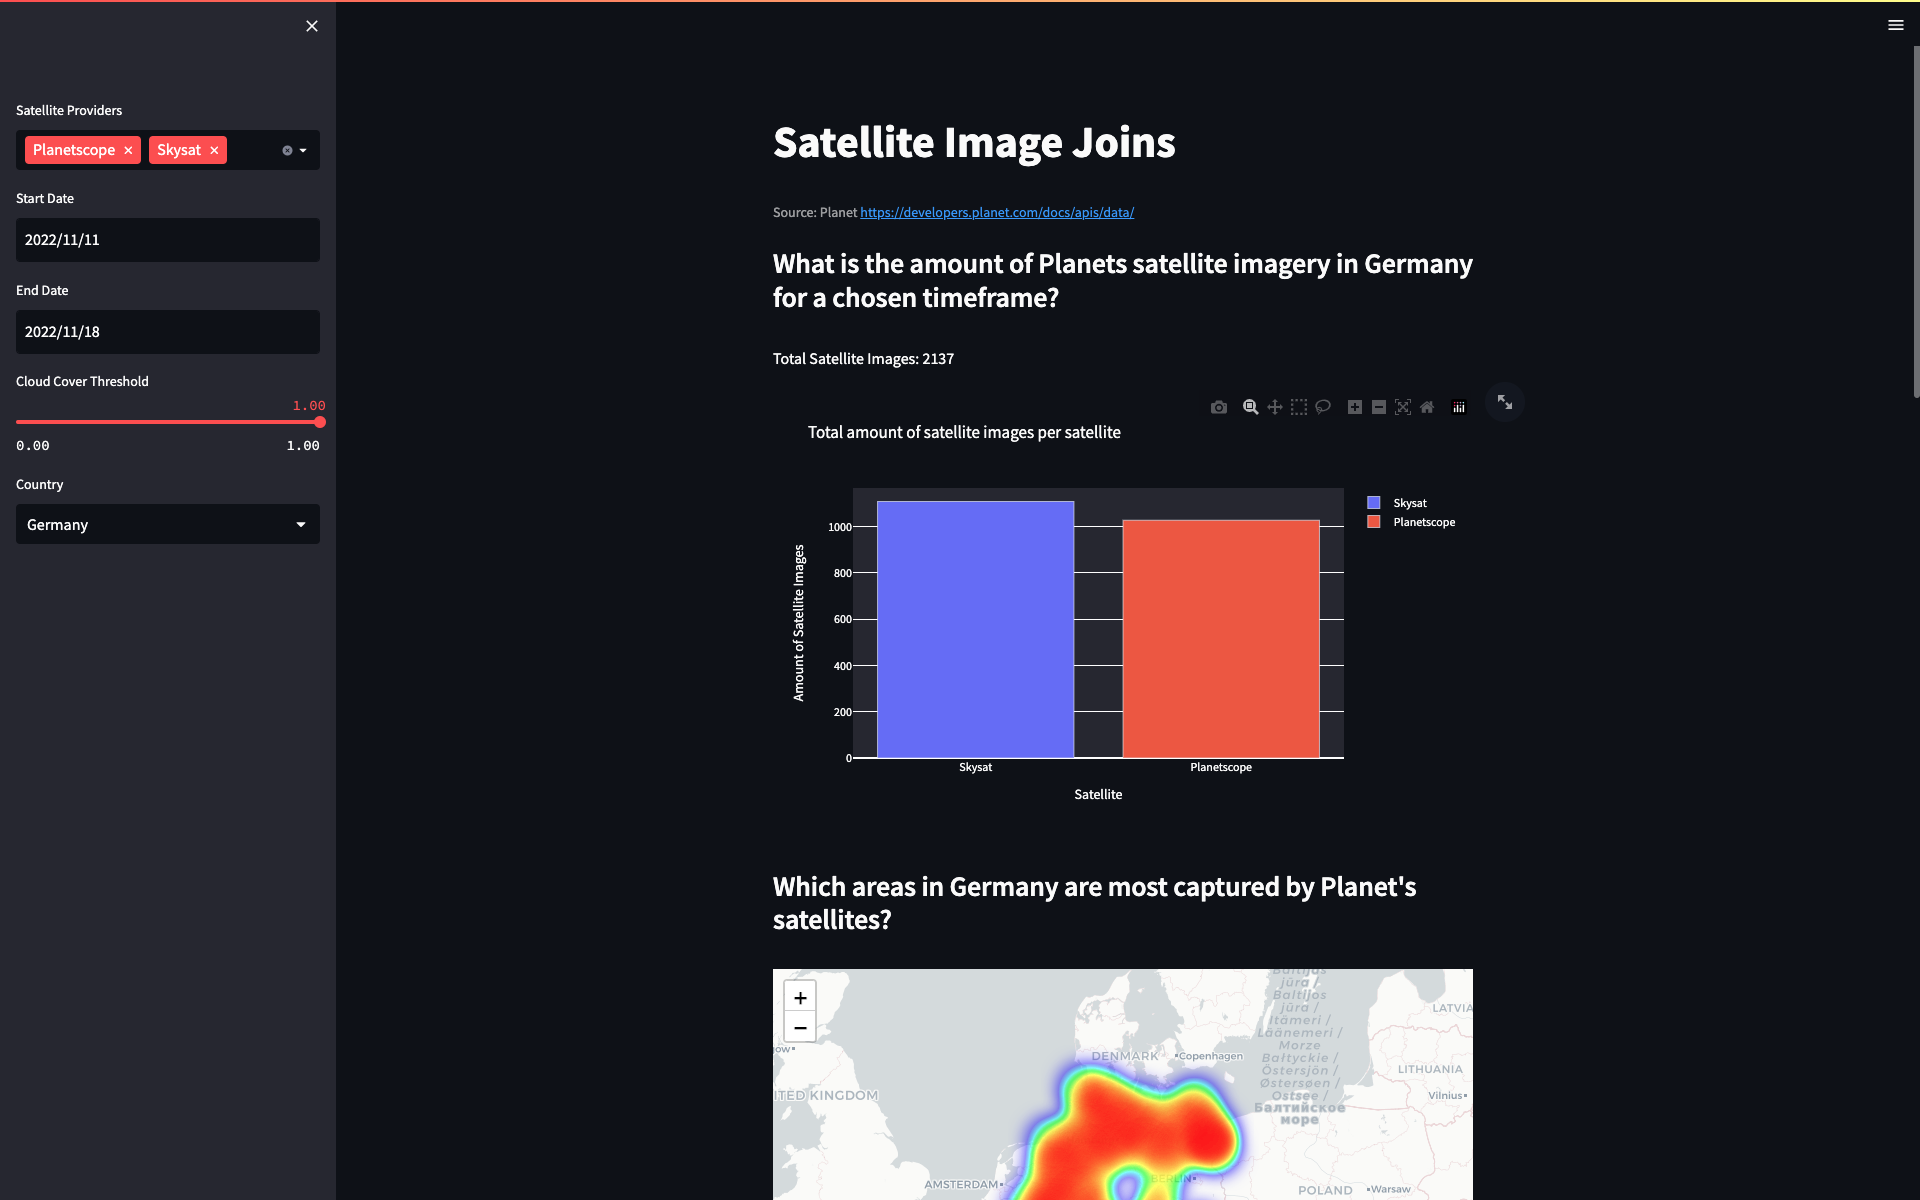 Satellite Providers
Planetscope
Skysat
Start Date
2022/11/11
End Date
2022/11/18
Cloud Cover Threshold
1.00
0.00
1.00
Country
Germany
Satellite Image Joins
Source: Planet https://developers.planet.com/docs/apis/data/
What is the amount of Planets satellite imagery in Germany
for a chosen timeframe?
Total Satellite Images: 2137
Total amount of satellite images per satellite
Skysat
Planetscope
Amount of Satellite Images
1000
800
600
400
200
0
Skysat
Planetscope
Satellite
Which areas in Germany are most captured by Planet's
satellites?
+
−
Baltijos
jūra /
Baltijos
jūra /
Itämeri /
Läänemeri /
Morze
Bałtyckie /
Östersjön /
Østersøen /
Ostsee /
Балтийское
море
LATVIA
DENMARK
Copenhagen
LITHUANIA
Vilnius
ITED KINGDOM
AMSTERDAM
BERLIN
POLAND
Warsaw